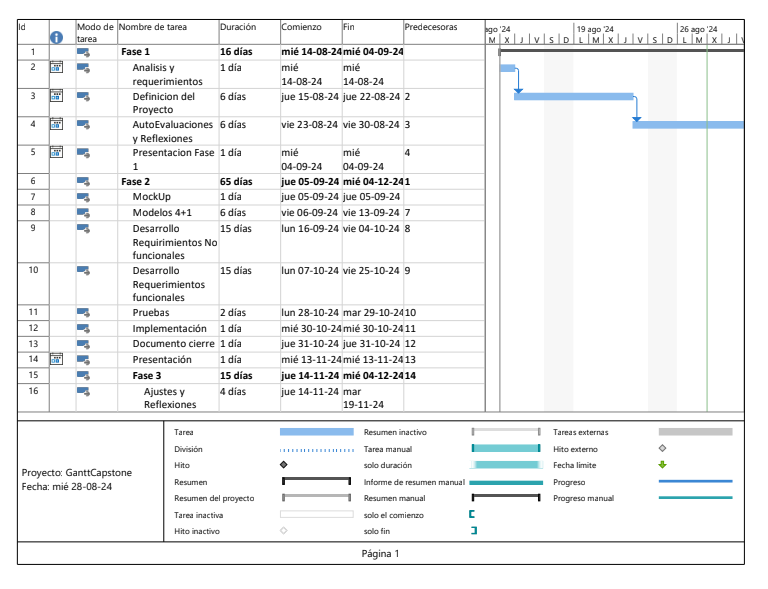 Id Modo de tarea Nombre de tarea Duración Comienzo Fin Predecesoras
ago '24 19 ago '24 26 ago '24
M X J V S D L M X J V S D L M X J V
1 Fase 1 16 días mié 14-08-24 mié 04-09-24
2 Analisis y requerimientos 1 día mié 14-08-24 mié 14-08-24
3 Definicion del Proyecto 6 días jue 15-08-24 jue 22-08-24 2
4 AutoEvaluaciones y Reflexiones 6 días vie 23-08-24 vie 30-08-24 3
5 Presentacion Fase 1 1 día mié 04-09-24 mié 04-09-24 4
6 Fase 2 65 días jue 05-09-24 mié 04-12-24 1
7 MockUp 1 día jue 05-09-24 jue 05-09-24
8 Modelos 4+1 6 días vie 06-09-24 vie 13-09-24 7
9 Desarrollo Requirimientos No funcionales 15 días lun 16-09-24 vie 04-10-24 8
10 Desarrollo Requerimientos funcionales 15 días lun 07-10-24 vie 25-10-24 9
11 Pruebas 2 días lun 28-10-24 mar 29-10-24 10
12 Implementación 1 día mié 30-10-24 mié 30-10-24 11
13 Documento cierre 1 día jue 31-10-24 jue 31-10-24 12
14 Presentación 1 día mié 13-11-24 mié 13-11-24 13
15 Fase 3 15 días jue 14-11-24 mié 04-12-24 14
16 Ajustes y Reflexiones 4 días jue 14-11-24 mar 19-11-24
Proyecto: GanttCapstone
Fecha: mié 28-08-24
Tarea
División
Hito
Resumen
Resumen del proyecto
Tarea inactiva
Hito inactivo
Resumen inactivo
Tarea manual
solo duración
Informe de resumen manual
Resumen manual
solo el comienzo
solo fin
Tareas externas
Hito externo
Fecha límite
Progreso
Progreso manual
Página 1